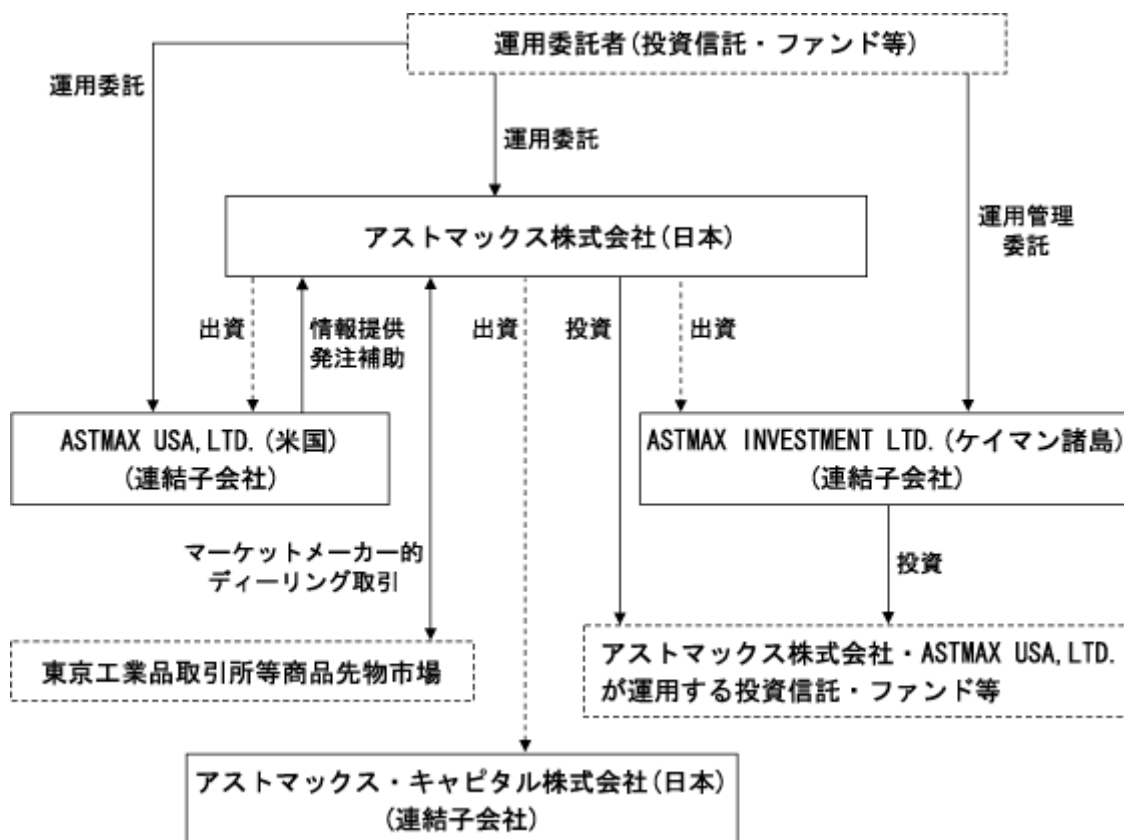 運用委託者(投資信託・ファンド等)
運用委託
運用委託
運用管理
委託
アストマックス株式会社(日本)
出資
情報提供
発注補助
出資
投資
出資
ASTMAX USA,LTD.(米国)
(連結子会社)
ASTMAX INVESTMENT LTD.(ケイマン諸島)
(連結子会社)
マーケットメーカー的
ディーリング取引
投資
東京工業品取引所等商品先物市場
アストマックス株式会社・ASTMAX USA,LTD.
が運用する投資信託・ファンド等
アストマックス・キャピタル株式会社(日本)
(連結子会社)